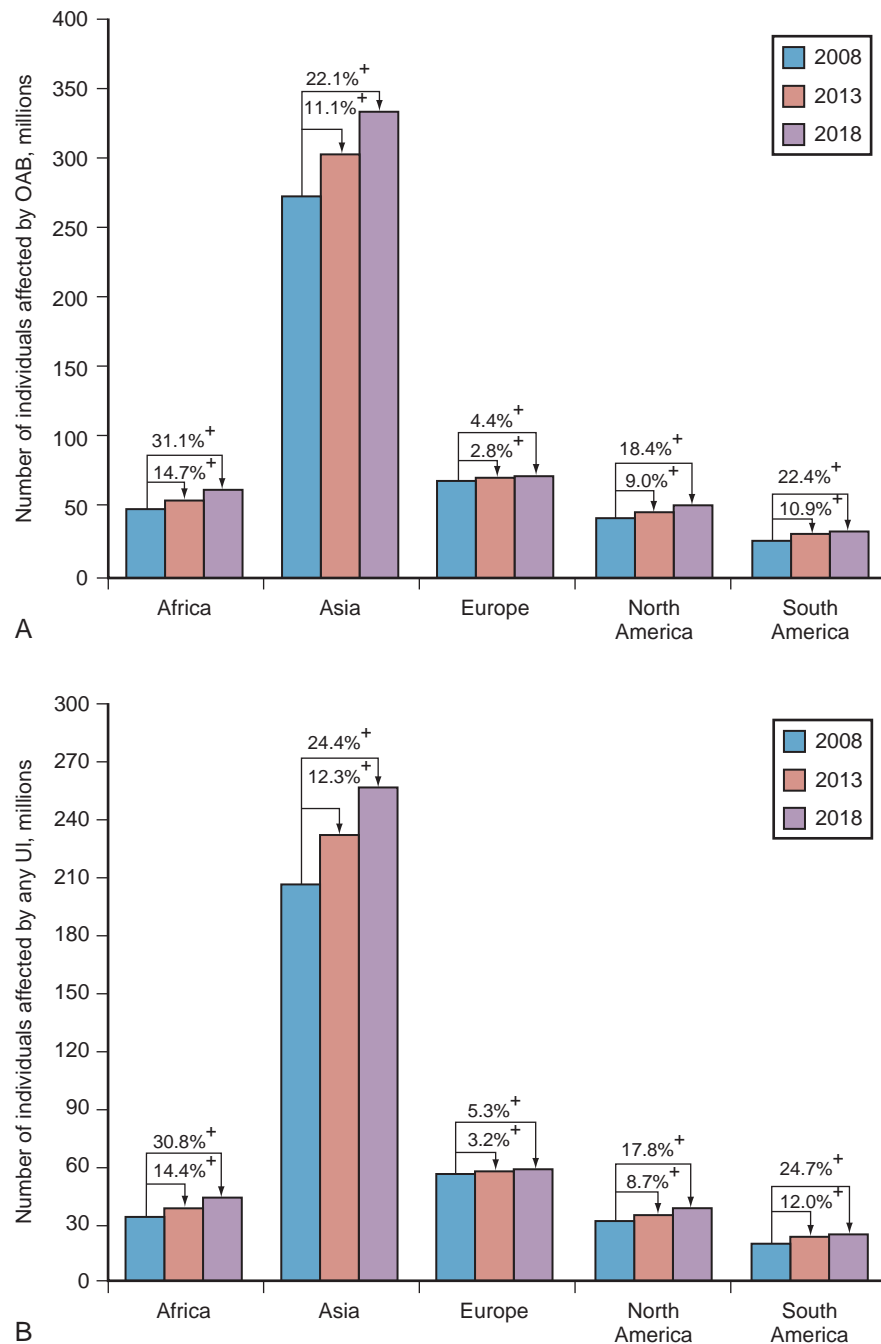 Number of individuals affected by OAB, millions
400
350
300
250
200
150
100
50
0
2008
2013
2018
31.1%+
14.7%+
22.1%+
11.1%+
4.4%+
2.8%+
18.4%+
9.0%+
22.4%+
10.9%+
Africa
Asia
Europe
North
America
South
America
A
Number of individuals affected by any UI, millions
300
270
240
210
180
150
120
90
60
30
0
2008
2013
2018
30.8%+
14.4%+
24.4%+
12.3%+
5.3%+
3.2%+
17.8%+
8.7%+
24.7%+
12.0%+
Africa
Asia
Europe
North
America
South
America
B